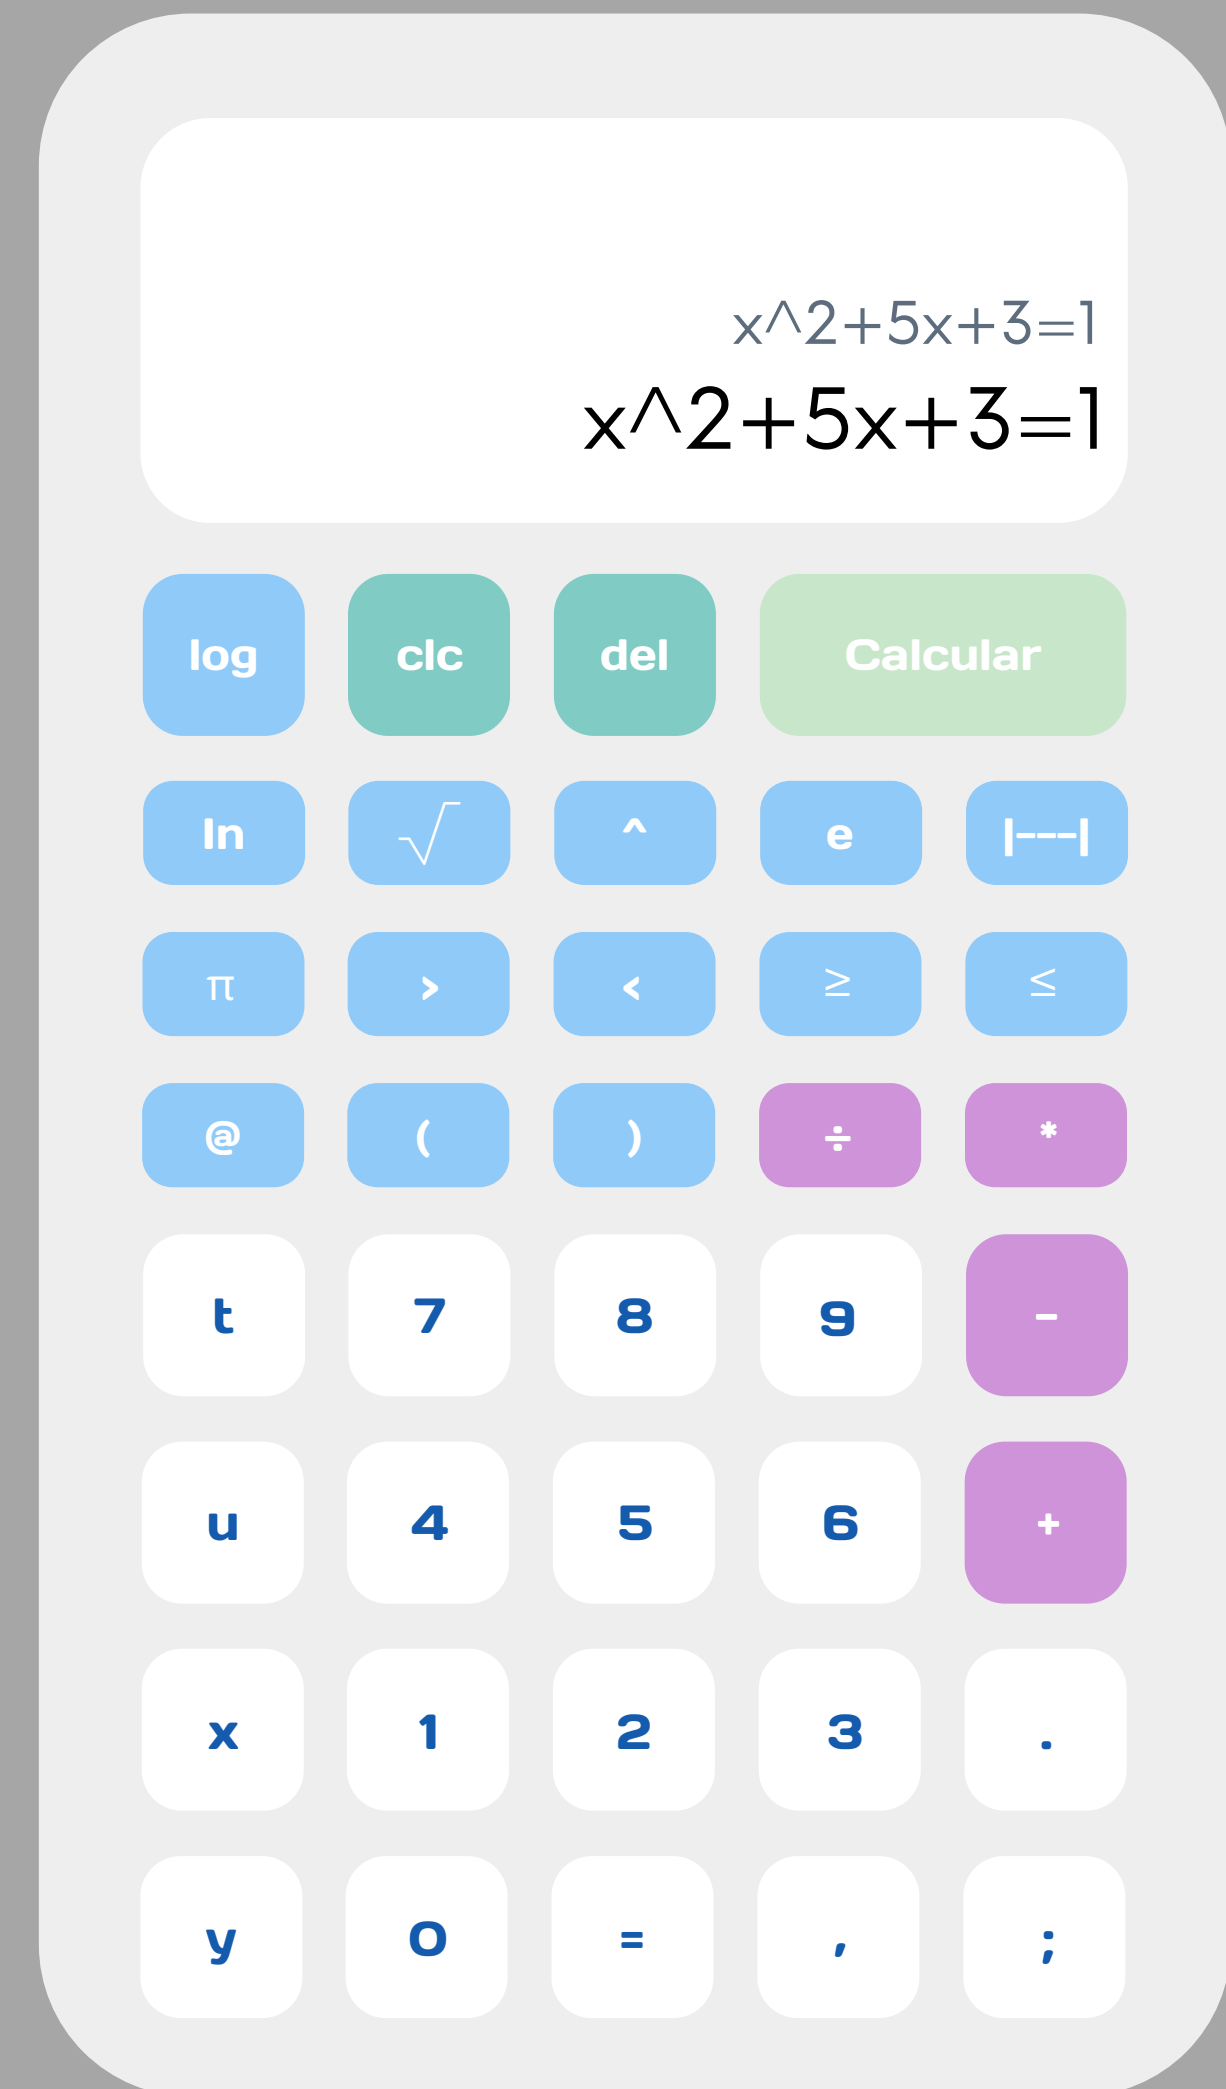 x^2+5x+3=1
x^2+5x+3=1
log clc del Calcular
ln √ ^ e |---|
π > < ≥ ≤
@ ( ) ÷ *
t 7 8 9 -
u 4 5 6 +
x 1 2 3 .
y 0 = , ;